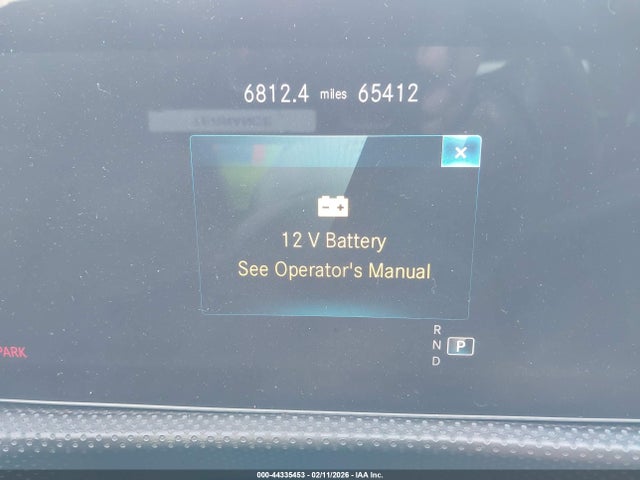 6812.4 miles 65412
12 V Battery
See Operator's Manual
R
N P
D
PARK
000-44335453 - 02/11/2026 - IAA Inc.